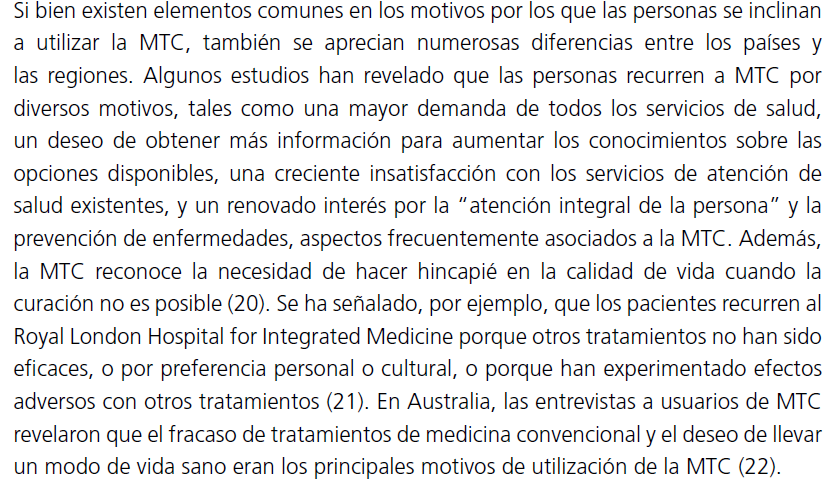 Si bien existen elementos comunes en los motivos por los que las personas se inclinan
a utilizar la MTC, también se aprecian numerosas diferencias entre los países y
las regiones. Algunos estudios han revelado que las personas recurren a MTC por
diversos motivos, tales como una mayor demanda de todos los servicios de salud,
un deseo de obtener más información para aumentar los conocimientos sobre las
opciones disponibles, una creciente insatisfacción con los servicios de atención de
salud existentes, y un renovado interés por la “atención integral de la persona” y la
prevención de enfermedades, aspectos frecuentemente asociados a la MTC. Además,
la MTC reconoce la necesidad de hacer hincapié en la calidad de vida cuando la
curación no es posible (20). Se ha señalado, por ejemplo, que los pacientes recurren al
Royal London Hospital for Integrated Medicine porque otros tratamientos no han sido
eficaces, o por preferencia personal o cultural, o porque han experimentado efectos
adversos con otros tratamientos (21). En Australia, las entrevistas a usuarios de MTC
revelaron que el fracaso de tratamientos de medicina convencional y el deseo de llevar
un modo de vida sano eran los principales motivos de utilización de la MTC (22).